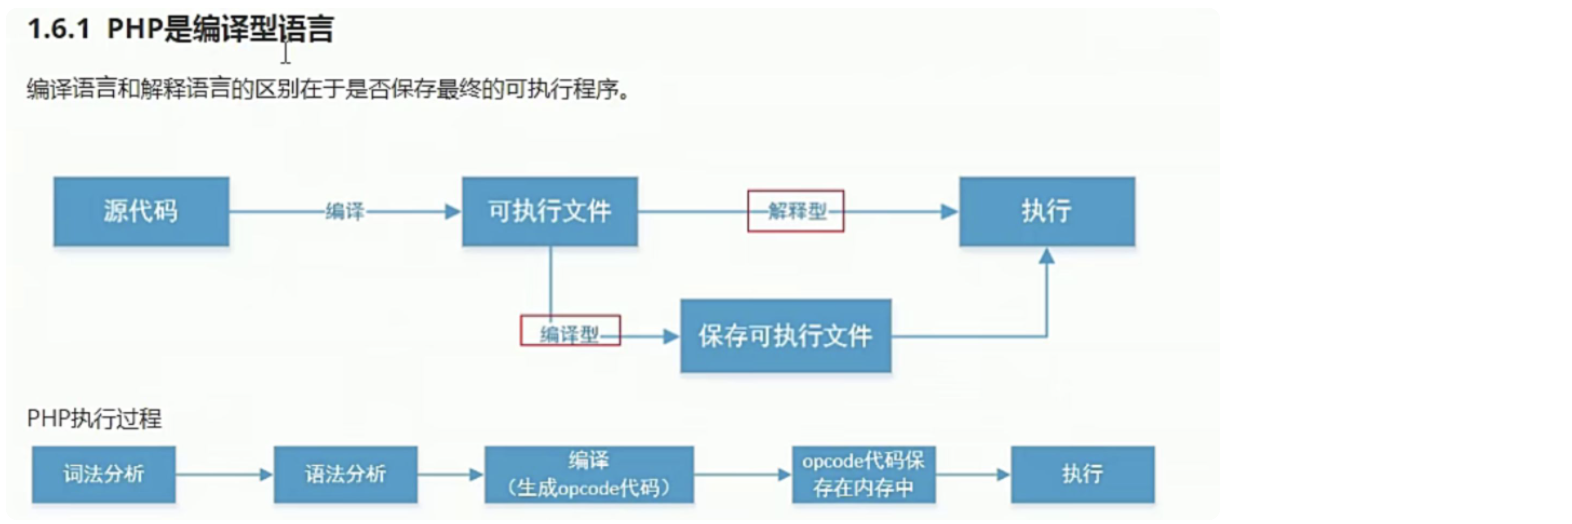 1.6.1 PHP是编译型语言
编译语言和解释语言的区别在于是否保存最终的可执行程序。
源代码
编译
可执行文件
解释型
执行
编译型
保存可执行文件
PHP执行过程
词法分析
语法分析
编译
（生成opcode代码）
opcode代码保
存在内存中
执行